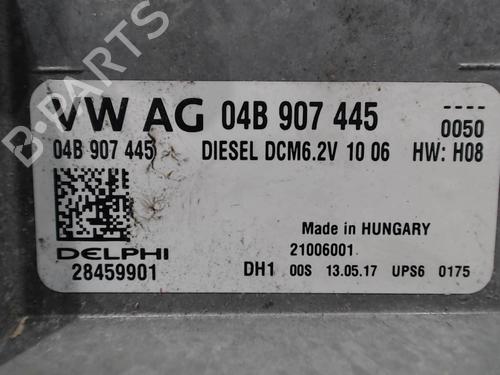 VW AG 04B 907 445 ----
0050
04B 907 445 DIESEL DCM6.2V 10 06 HW: H08
Made in HUNGARY
21006001
DELPHI
28459901
DH1 00S 13.05.17 UPS6 0175
B-PARTS